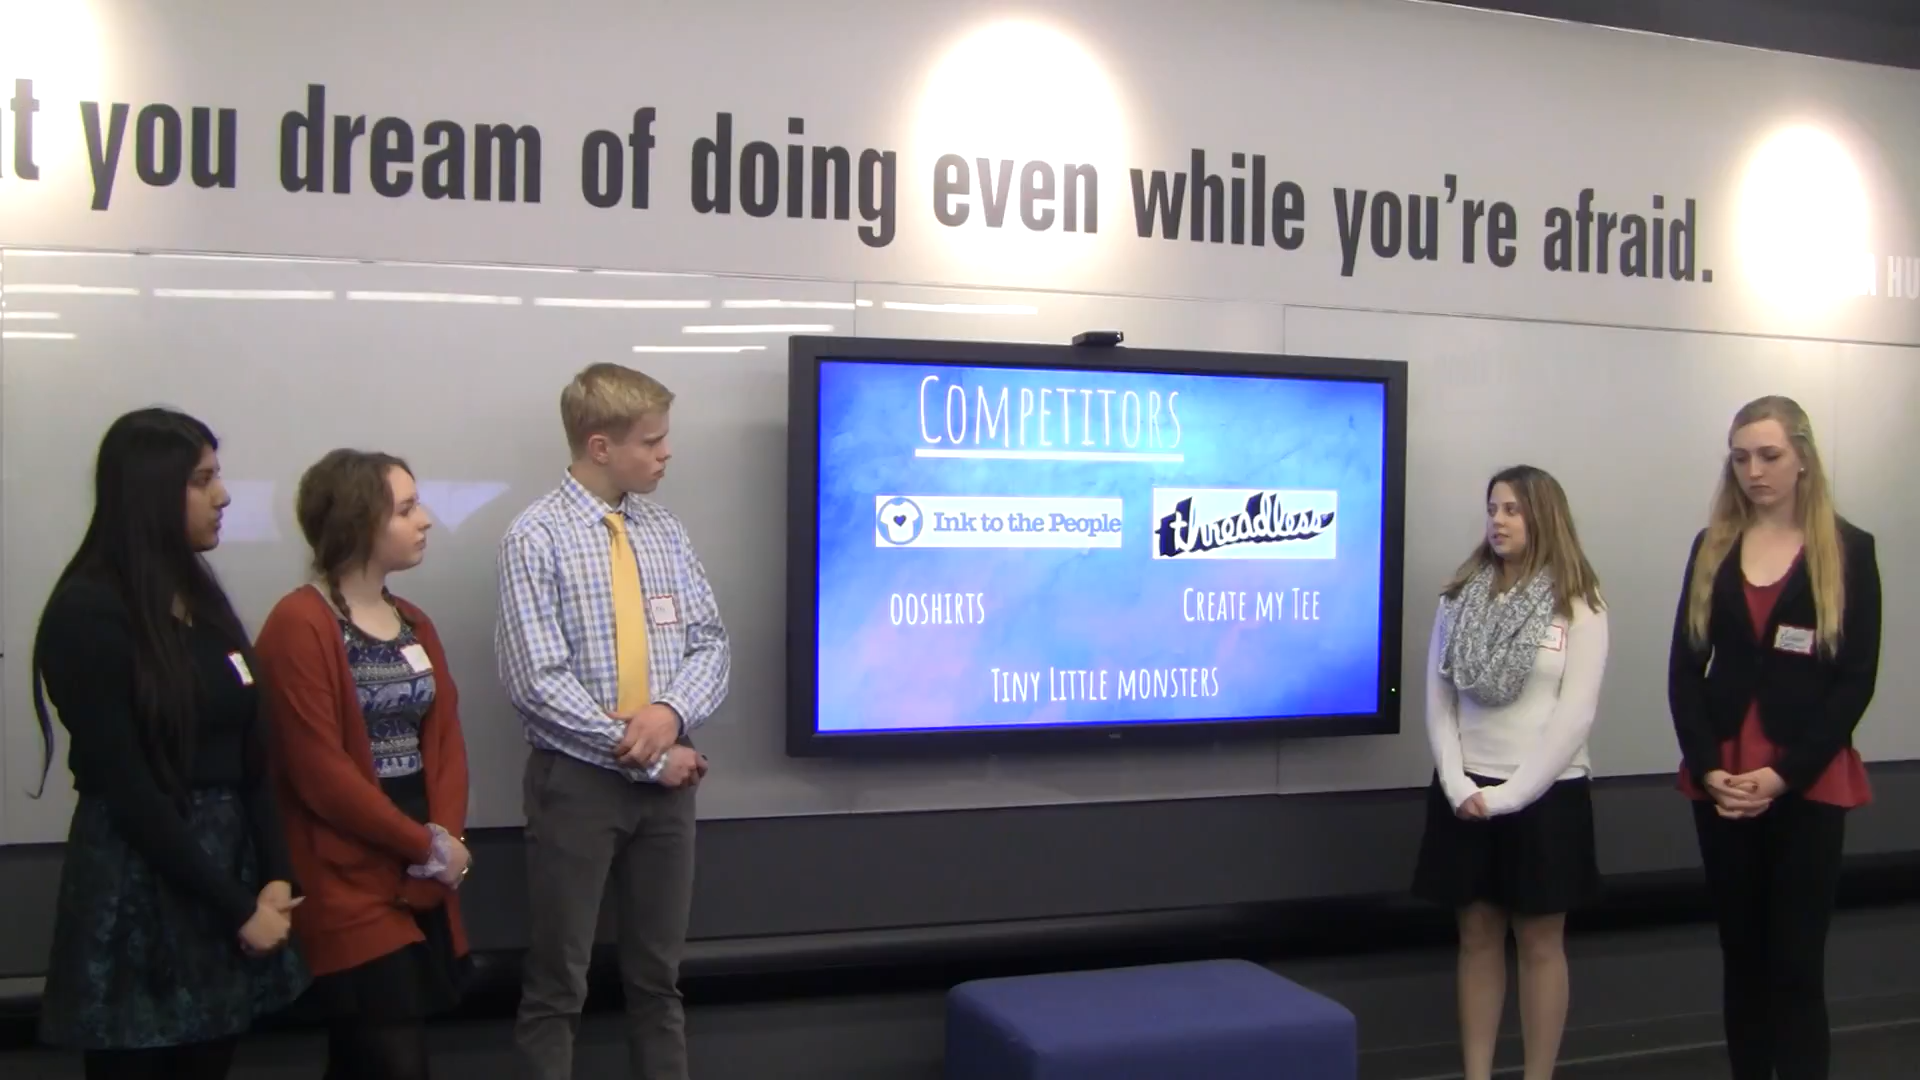 you dream of doing even while you're afraid.
HU
COMPETITORS
Ink to the People
threadless
OOSHIRTS
CREATE MY TEE
TINY LITTLE MONSTERS